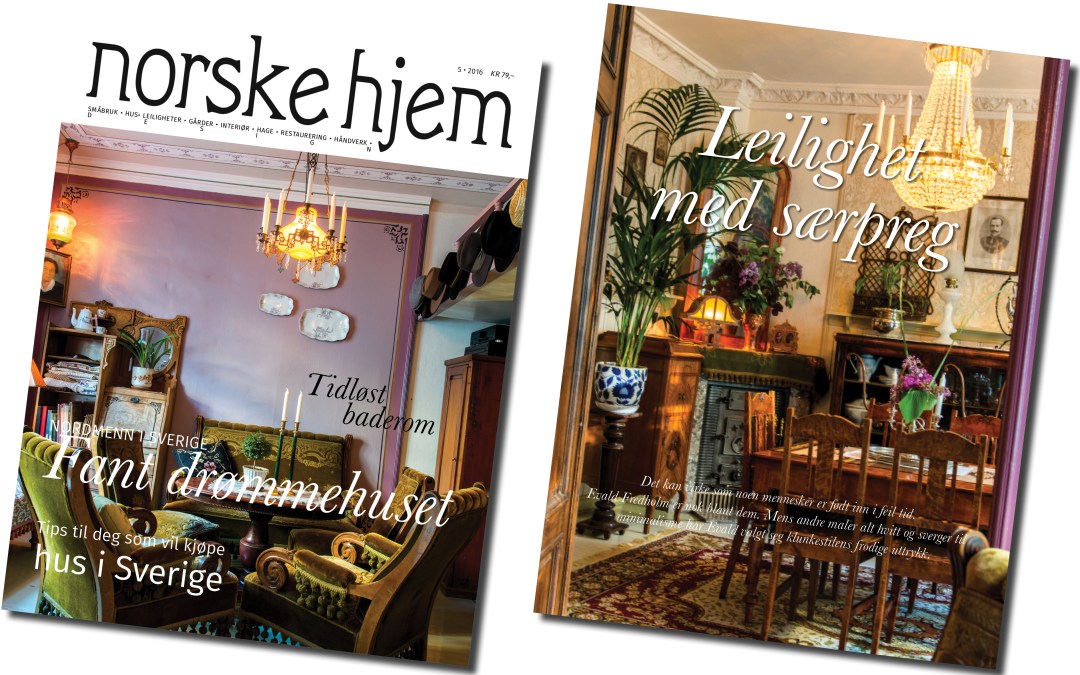 norske hjem
5 • 2016 KR 79,–
SMÅBRUK • HUS • LEILIGHETER • GÅRDER • INTERIØR • HAGE • RESTAURERING • HÅNDVERK •
D E S I G N
Tidløst
baderom
NORDMENN I SVERIGE
Fant drømmehuset
Tips til deg som vil kjøpe
hus i Sverige
Leilighet
med særpreg
Det kan virke som noen mennesker er født inn i feil tid.
Evald Fredholm er nok blant dem. Mens andre maler alt hvitt og sverger til
minimalisme har Evald valgt seg klunkestilens frodige uttrykk.